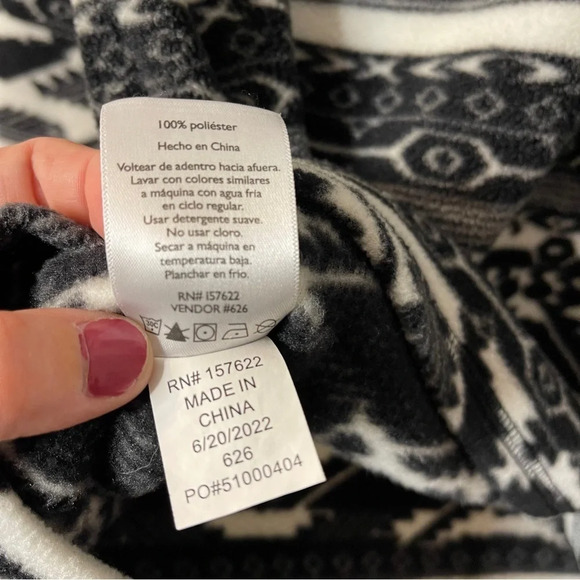 100% poliéster
Hecho en China
Voltear de adentro hacia afuera.
Lavar con colores similares
a máquina con agua fría
en ciclo regular.
Usar detergente suave.
No usar cloro.
Secar a máquina en
temperatura baja.
Planchar en frío.
RN# 157622
VENDOR #626
RN# 157622
MADE IN
CHINA
6/20/2022
626
PO#51000404